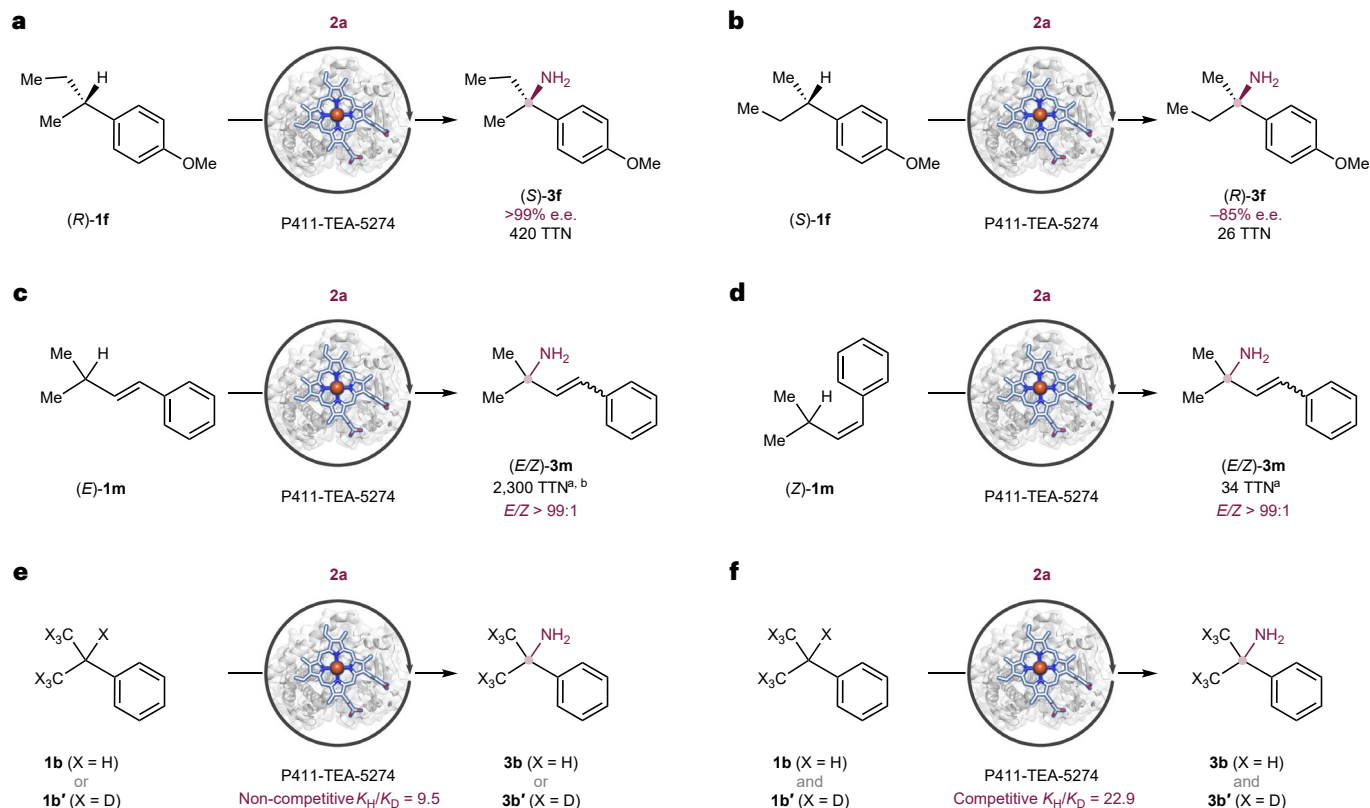 a
2a
Me
H
Me
OMe
(R)-1f
P411-TEA-5274
Me
NH2
Me
OMe
(S)-3f
>99% e.e.
420 TTN
b
2a
Me
H
Et
OMe
(S)-1f
P411-TEA-5274
Me
NH2
Et
OMe
(R)-3f
–85% e.e.
26 TTN
c
2a
Me
H
Me
(E)-1m
P411-TEA-5274
Me
NH2
Me
(E/Z)-3m
2,300 TTNa, b
E/Z > 99:1
d
2a
Me
H
Me
(Z)-1m
P411-TEA-5274
Me
NH2
Me
(E/Z)-3m
34 TTNa
E/Z > 99:1
e
2a
X3C
X
X3C
1b (X = H)
or
1b′ (X = D)
P411-TEA-5274
Non-competitive KH/KD = 9.5
X3C
NH2
X3C
3b (X = H)
or
3b′ (X = D)
f
2a
X3C
X
X3C
1b (X = H)
and
1b′ (X = D)
P411-TEA-5274
Competitive KH/KD = 22.9
X3C
NH2
X3C
3b (X = H)
and
3b′ (X = D)